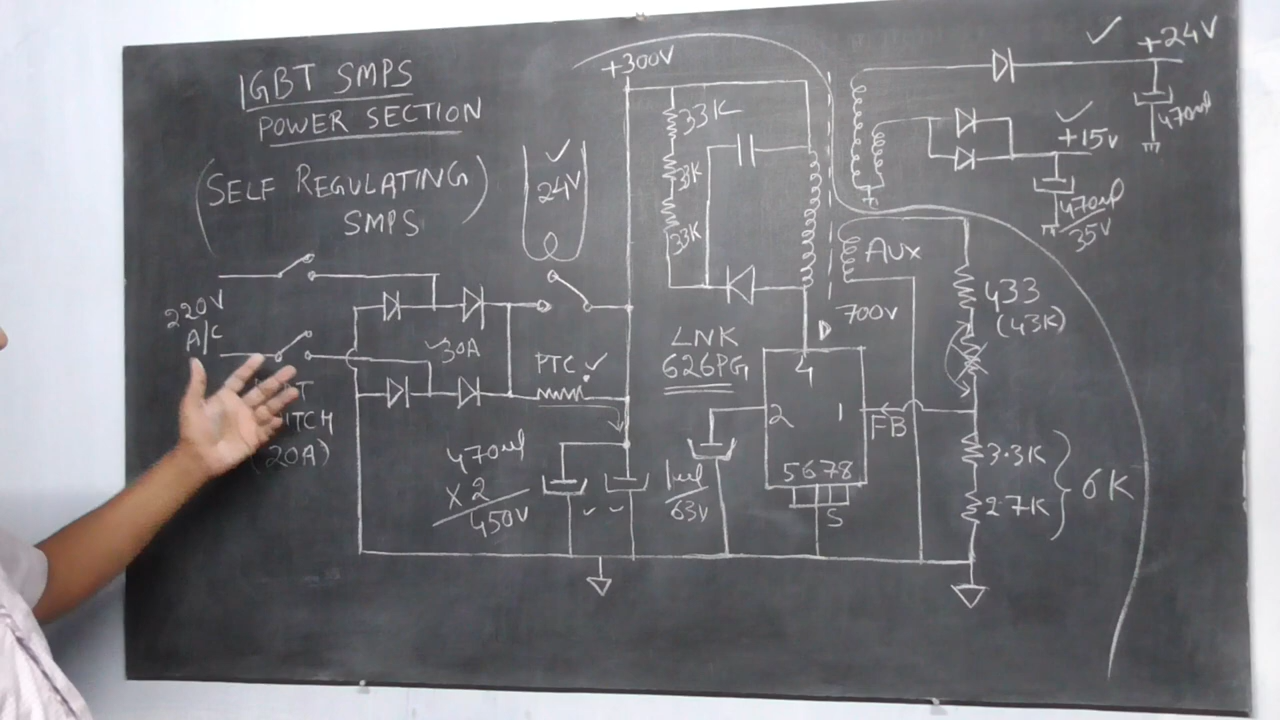 IGBT SMPS
POWER SECTION
(SELF REGULATING)
SMPS
24V
+300V
33K
33K
33K
+24V
470uf
+15v
470uf
35V
AUX
700v
433
(43K)
220V
A/C
30A
PTC
LNK
626PG
D
4
2
1
FB
5678
S
(20A)
470uf
X2
450V
1uf
63v
3.3K
2.7K
6K